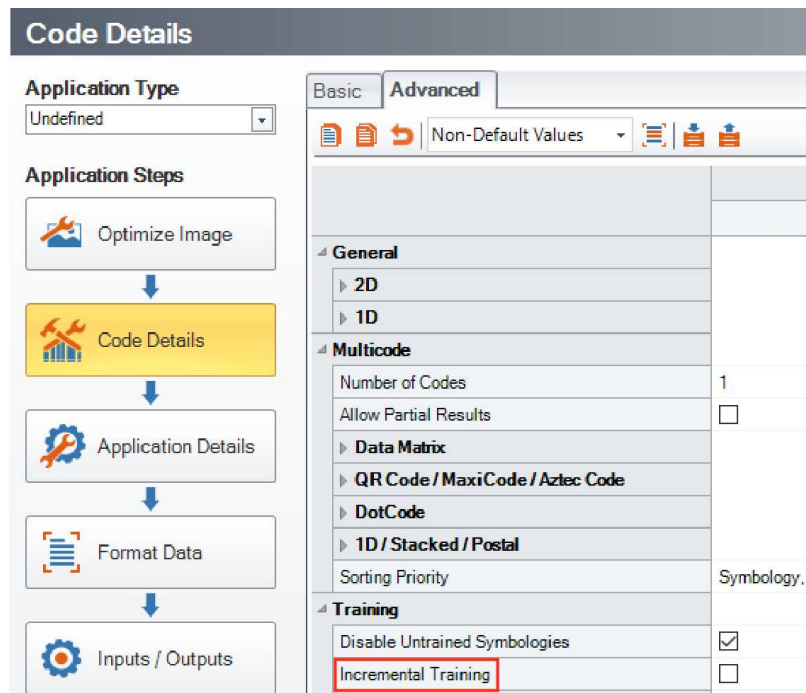 Code Details
Application Type
Undefined
Application Steps
Optimize Image
Code Details
Application Details
Format Data
Inputs / Outputs
Basic
Advanced
Non-Default Values
General
2D
1D
Multicode
Number of Codes 1
Allow Partial Results
Data Matrix
QR Code / MaxiCode / Aztec Code
DotCode
1D / Stacked / Postal
Sorting Priority Symbology,
Training
Disable Untrained Symbologies
Incremental Training